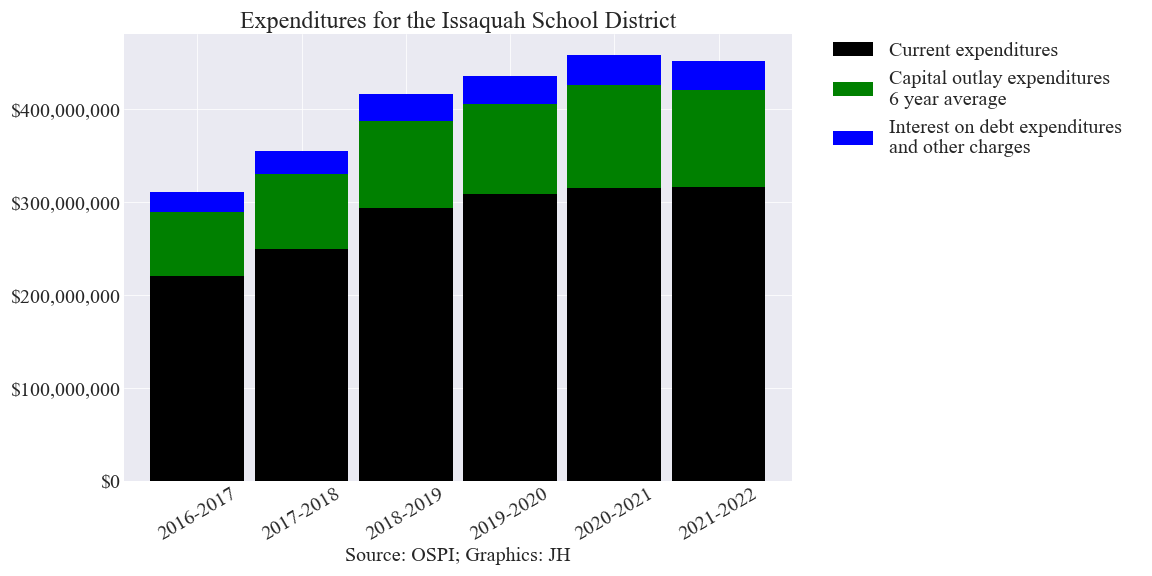 Expenditures for the Issaquah School District
Current expenditures
Capital outlay expenditures
6 year average
Interest on debt expenditures
and other charges
$400,000,000
$300,000,000
$200,000,000
$100,000,000
$0
2016-2017
2017-2018
2018-2019
2019-2020
2020-2021
2021-2022
Source: OSPI; Graphics: JH